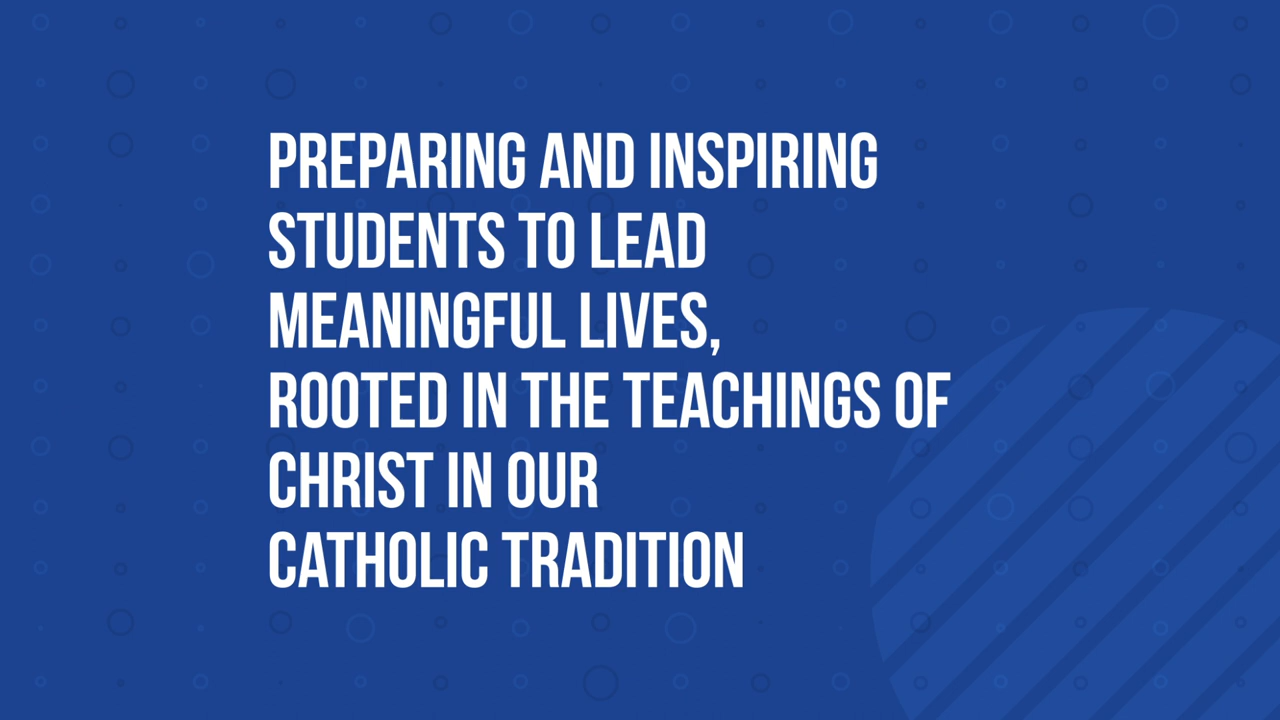 PREPARING AND INSPIRING
STUDENTS TO LEAD
MEANINGFUL LIVES,
ROOTED IN THE TEACHINGS OF
CHRIST IN OUR
CATHOLIC TRADITION